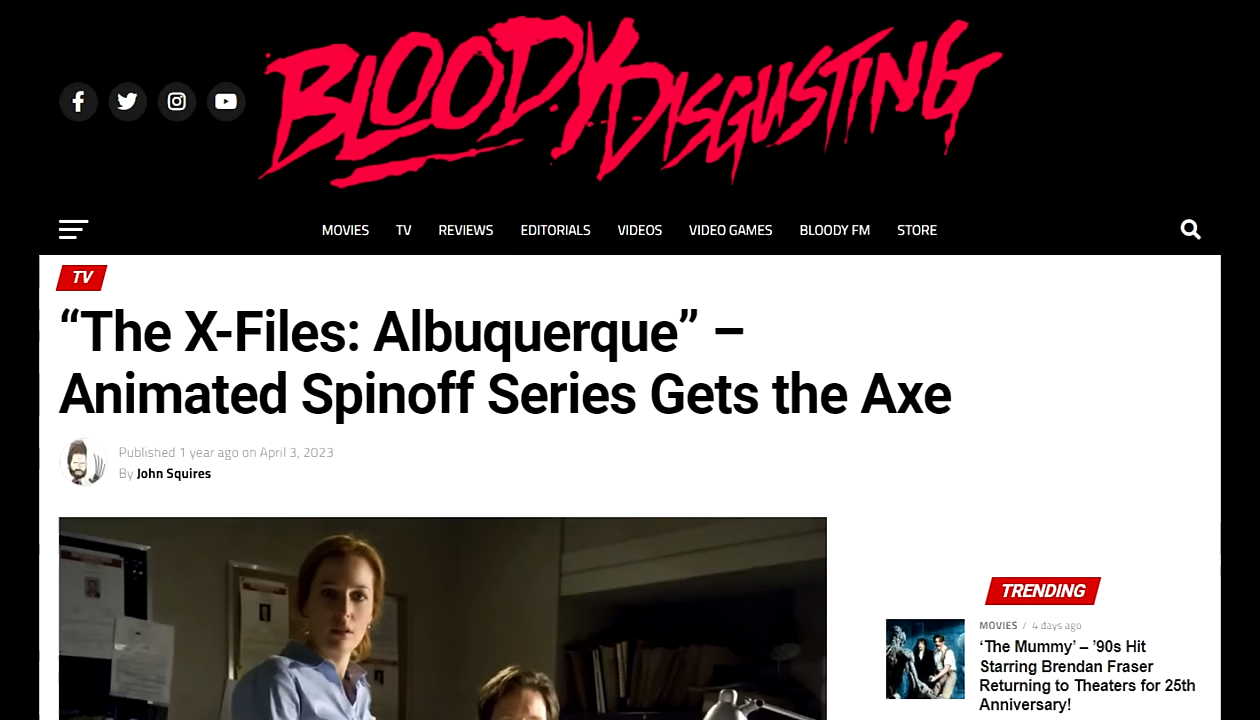 BLOODY DISGUSTING
MOVIES TV REVIEWS EDITORIALS VIDEOS VIDEO GAMES BLOODY FM STORE
TV
“The X-Files: Albuquerque” –
Animated Spinoff Series Gets the Axe
Published 1 year ago on April 3, 2023
By John Squires
TRENDING
MOVIES / 4 days ago
‘The Mummy’ – ’90s Hit
Starring Brendan Fraser
Returning to Theaters for 25th
Anniversary!